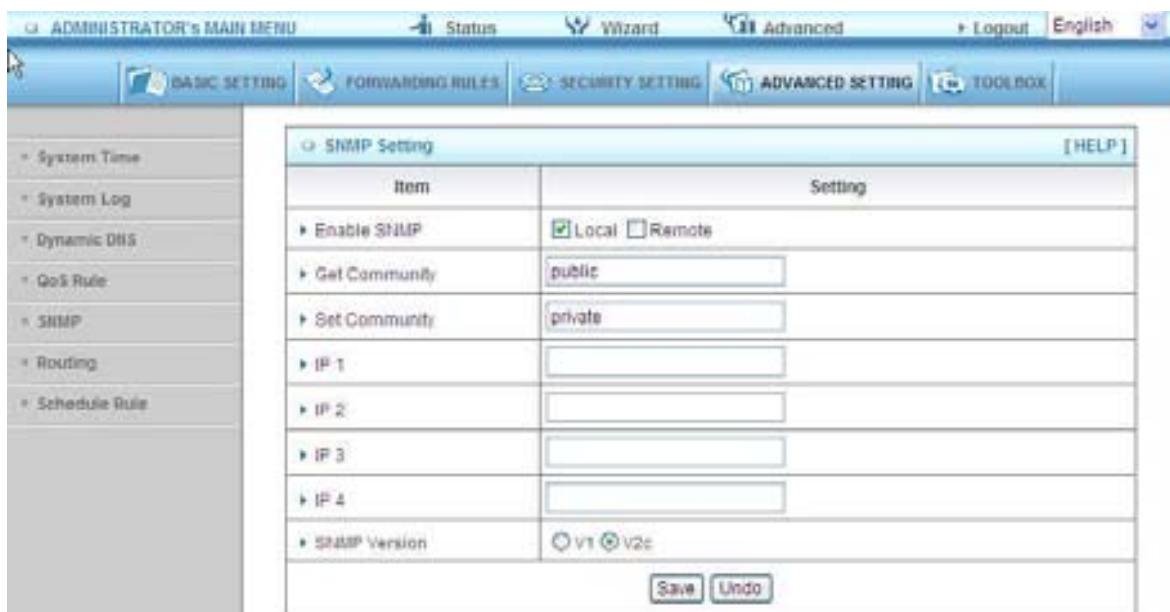 ADMINISTRATOR's MAIN MENU Status Wizard Advanced Logout English
BASIC SETTING FORWARDING RULES SECURITY SETTING ADVANCED SETTING TOOLBOX
System Time
System Log
Dynamic DNS
QoS Rule
SNMP
Routing
Schedule Rule
SNMP Setting [HELP]
Item Setting
Enable SNMP Local Remote
Get Community public
Set Community private
IP 1
IP 2
IP 3
IP 4
SNMP Version V1 V2c
Save Undo